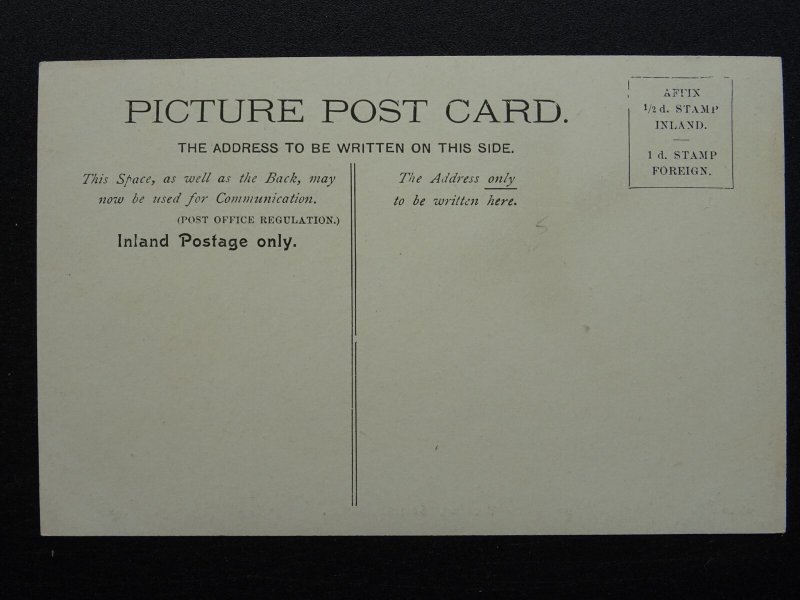 PICTURE POST CARD.
THE ADDRESS TO BE WRITTEN ON THIS SIDE.
This Space, as well as the Back, may
now be used for Communication.
(POST OFFICE REGULATION.)
Inland Postage only.
The Address only
to be written here.
AFFIX
1/2 d. STAMP
INLAND.
1 d. STAMP
FOREIGN.
5